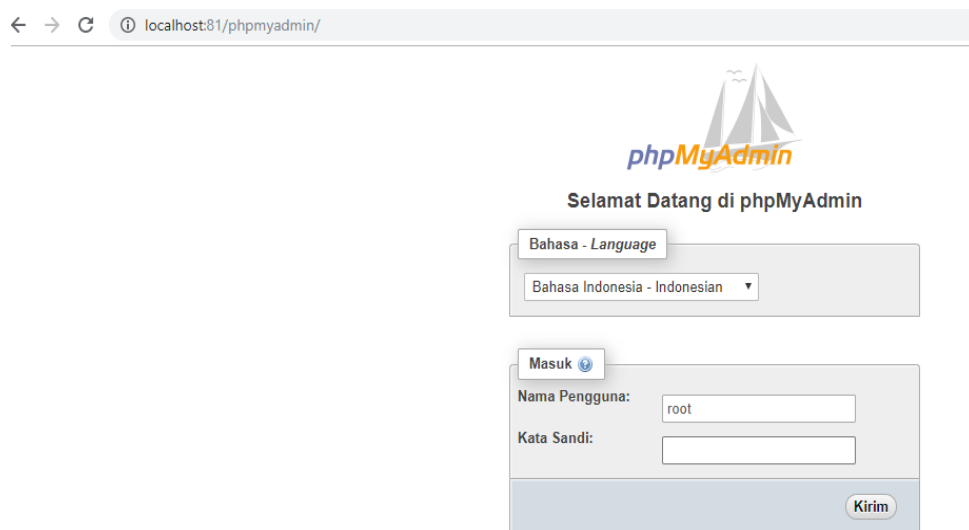 localhost:81/phpmyadmin/
phpMyAdmin
Selamat Datang di phpMyAdmin
Bahasa - Language
Bahasa Indonesia - Indonesian
Masuk
Nama Pengguna:
root
Kata Sandi:
Kirim